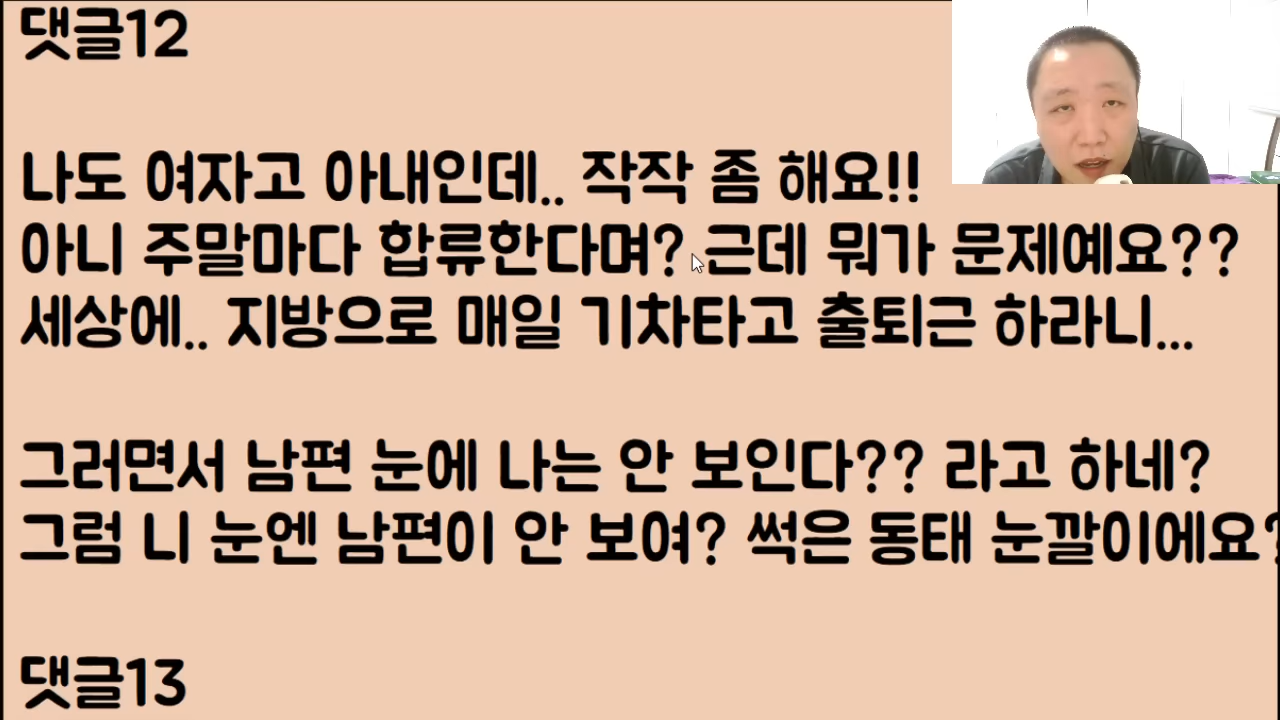 댓글12
나도 여자고 아내인데.. 작작 좀 해요!!
아니 주말마다 합류한다며? 근데 뭐가 문제예요??
세상에.. 지방으로 매일 기차타고 출퇴근 하라니...
그러면서 남편 눈에 나는 안 보인다?? 라고 하네?
그럼 니 눈엔 남편이 안 보여? 썩은 동태 눈깔이에요?
댓글13